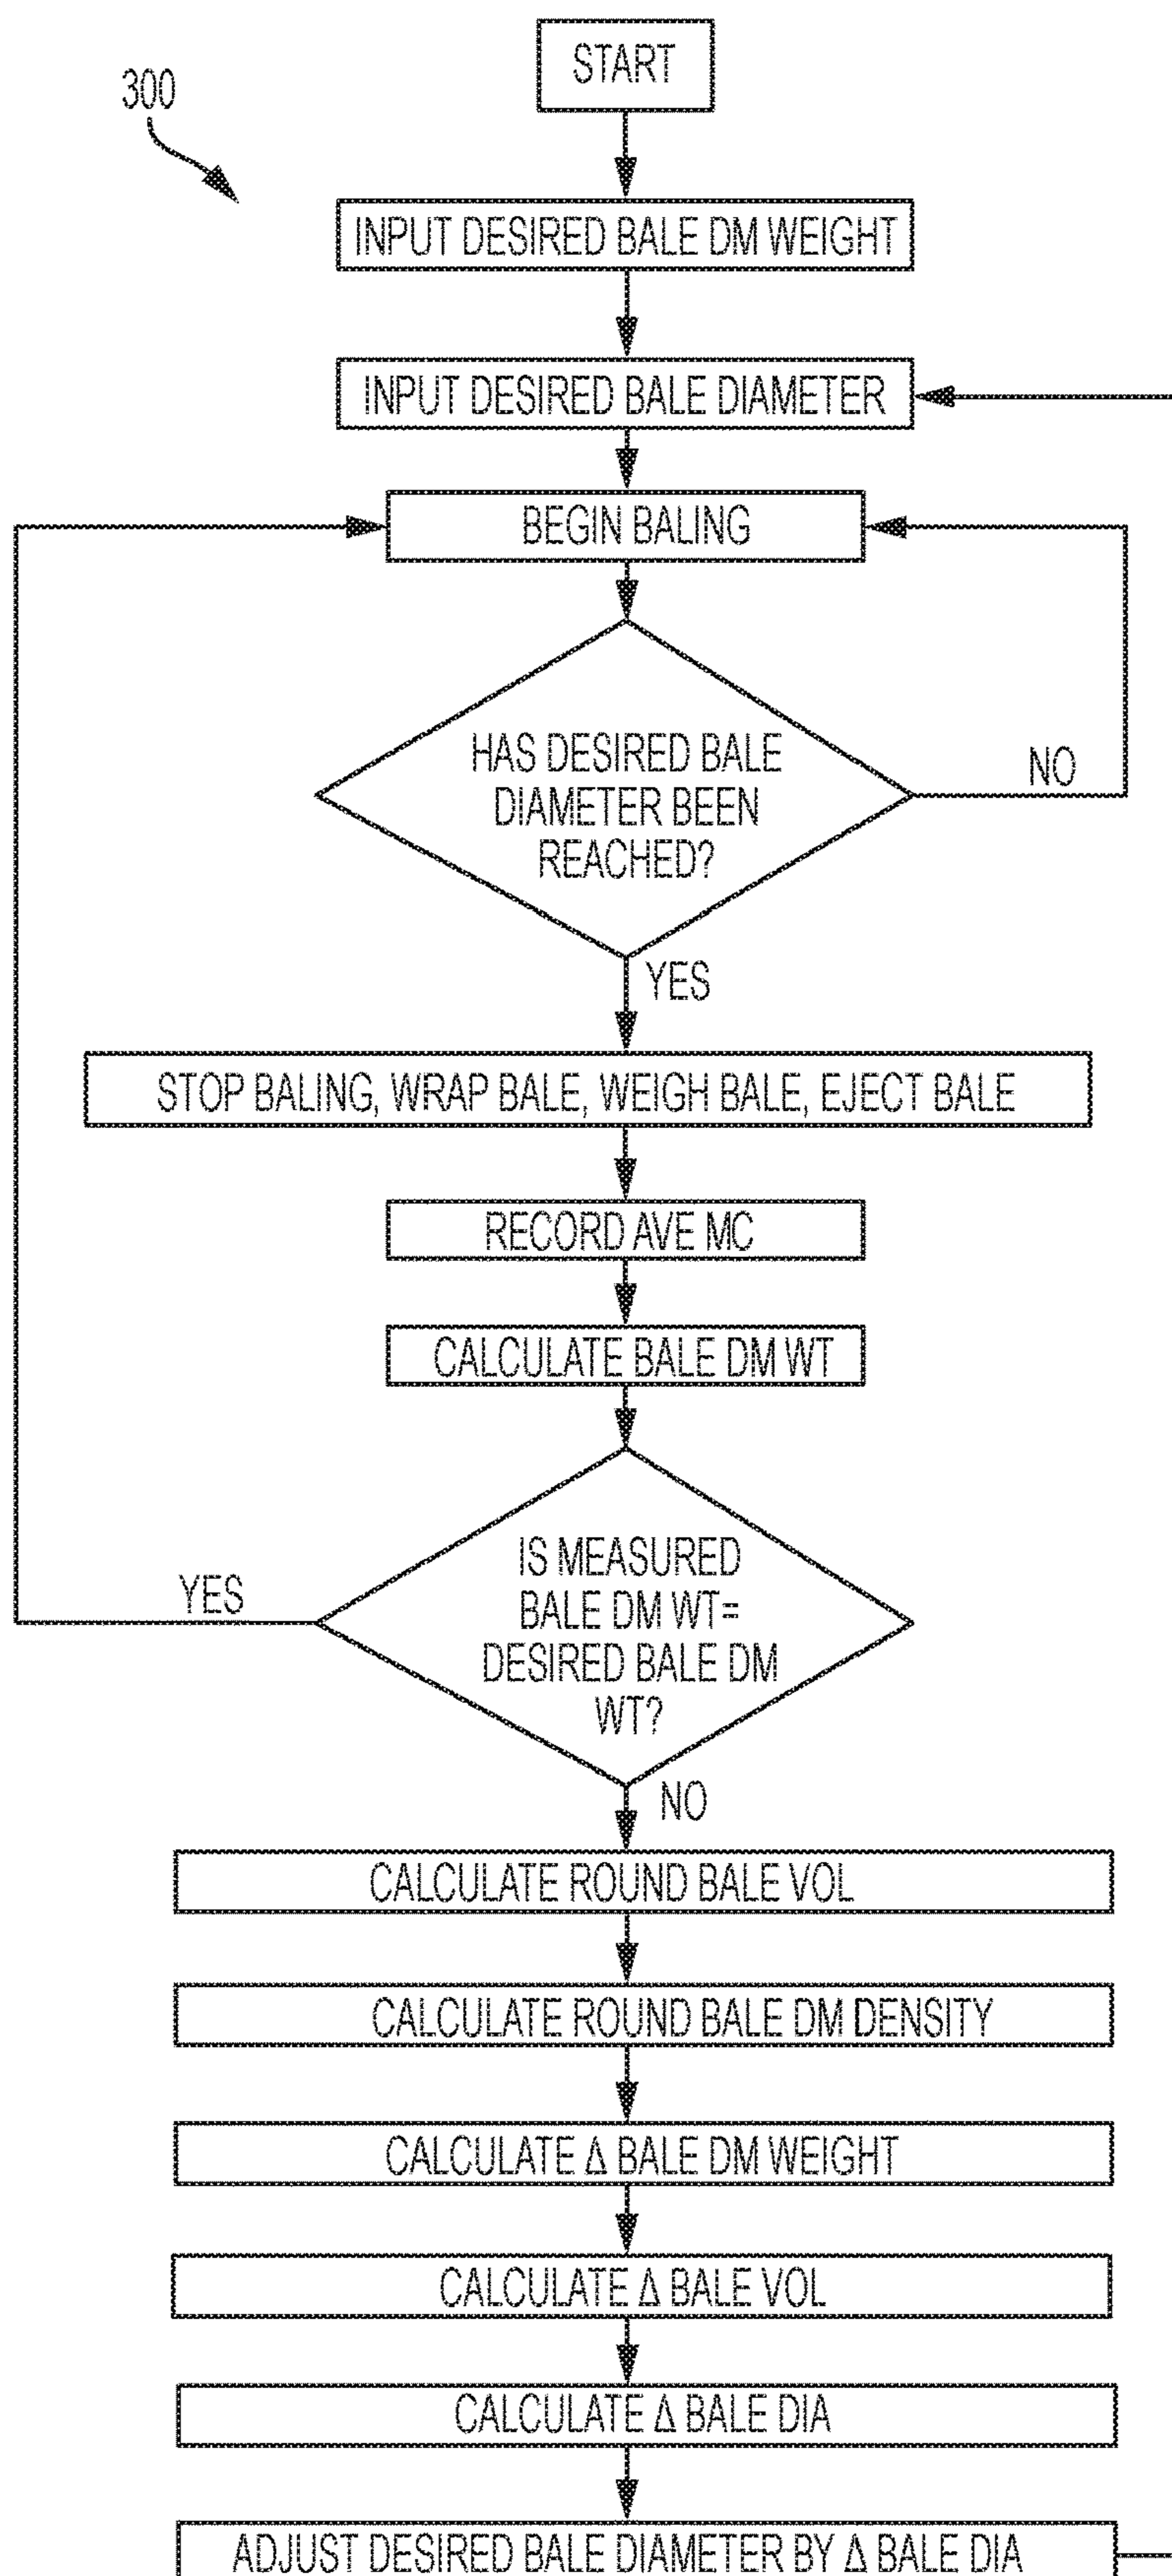 START
300
INPUT DESIRED BALE DM WEIGHT
INPUT DESIRED BALE DIAMETER
BEGIN BALING
HAS DESIRED BALE
DIAMETER BEEN
REACHED?
NO
YES
STOP BALING, WRAP BALE, WEIGH BALE, EJECT BALE
RECORD AVE MC
CALCULATE BALE DM WT
IS MEASURED
BALE DM WT=
DESIRED BALE DM
WT?
YES
NO
CALCULATE ROUND BALE VOL
CALCULATE ROUND BALE DM DENSITY
CALCULATE Δ BALE DM WEIGHT
CALCULATE Δ BALE VOL
CALCULATE Δ BALE DIA
ADJUST DESIRED BALE DIAMETER BY Δ BALE DIA